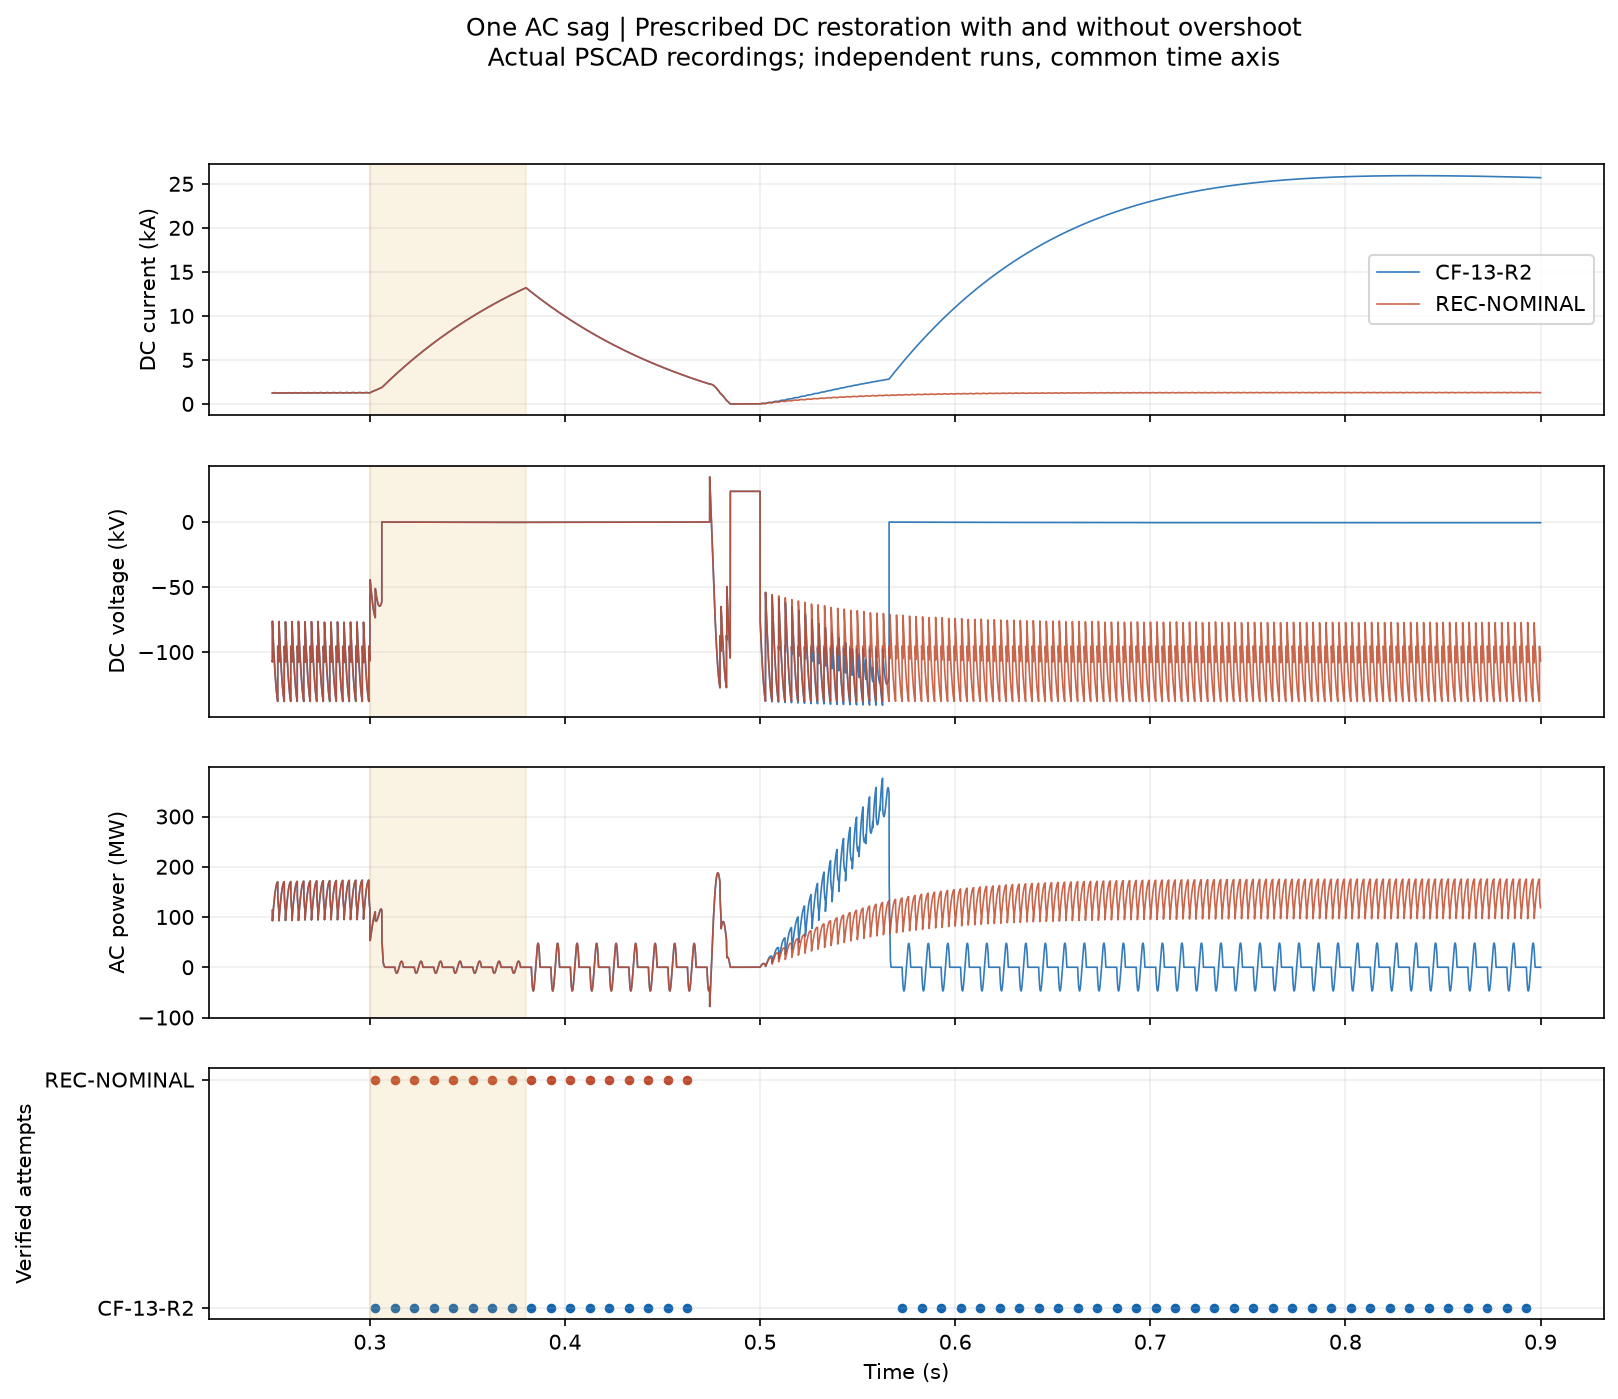 One AC sag | Prescribed DC restoration with and without overshoot
Actual PSCAD recordings; independent runs, common time axis
DC current (kA)
25
20
15
10
5
0
CF-13-R2
REC-NOMINAL
DC voltage (kV)
0
−50
−100
AC power (MW)
300
200
100
0
−100
Verified attempts
REC-NOMINAL
CF-13-R2
0.3
0.4
0.5
0.6
0.7
0.8
0.9
Time (s)